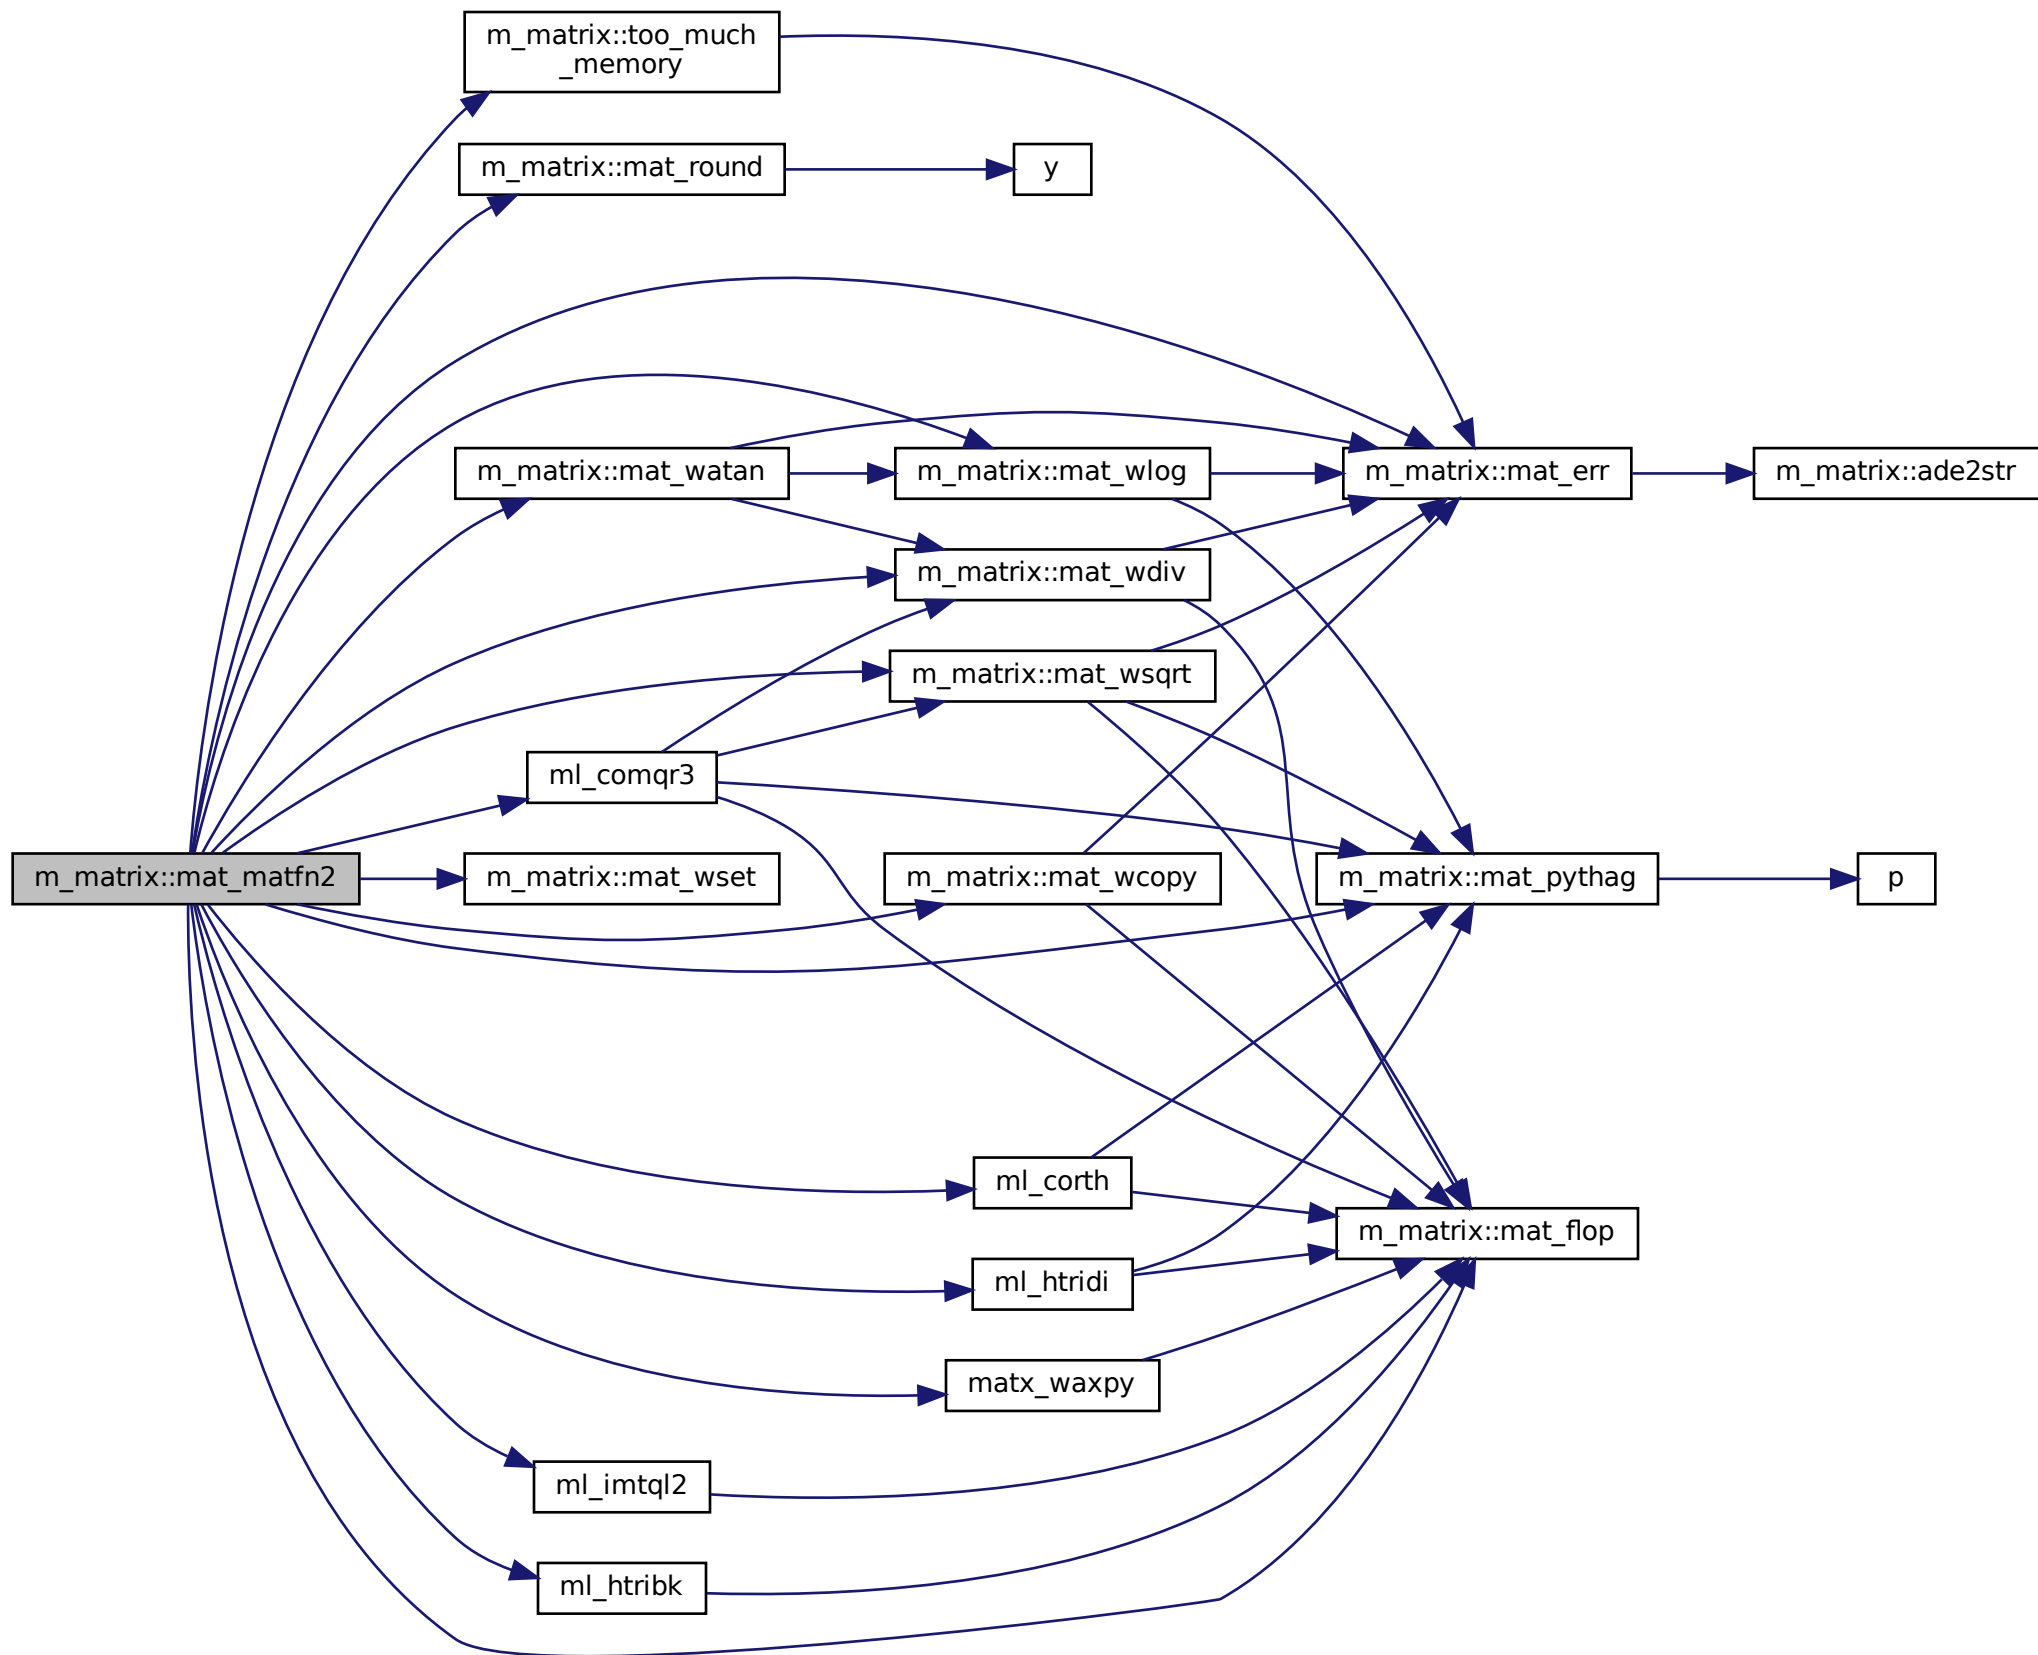 m_matrix::too_much
_memory
m_matrix::mat_round
y
m_matrix::mat_watan
m_matrix::mat_wlog
m_matrix::mat_err
m_matrix::ade2str
m_matrix::mat_wdiv
m_matrix::mat_wsqrt
ml_comqr3
m_matrix::mat_matfn2
m_matrix::mat_wset
m_matrix::mat_wcopy
m_matrix::mat_pythag
p
ml_corth
m_matrix::mat_flop
ml_htridi
matx_waxpy
ml_imtql2
ml_htribk